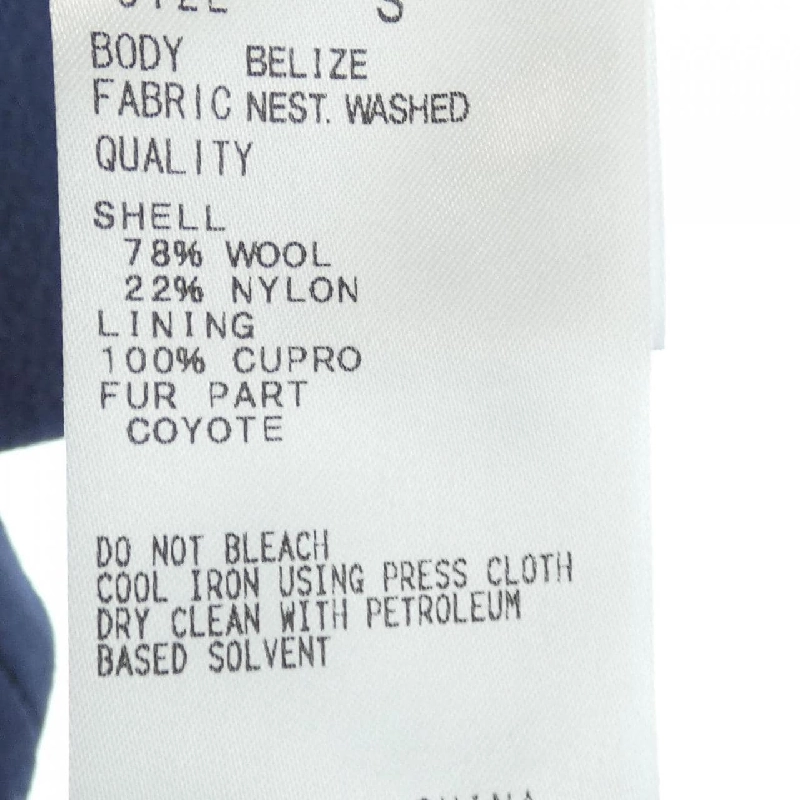 SIZE S
BODY BELIZE
FABRIC NEST. WASHED
QUALITY
SHELL
78% WOOL
22% NYLON
LINING
100% CUPRO
FUR PART
COYOTE
DO NOT BLEACH
COOL IRON USING PRESS CLOTH
DRY CLEAN WITH PETROLEUM
BASED SOLVENT